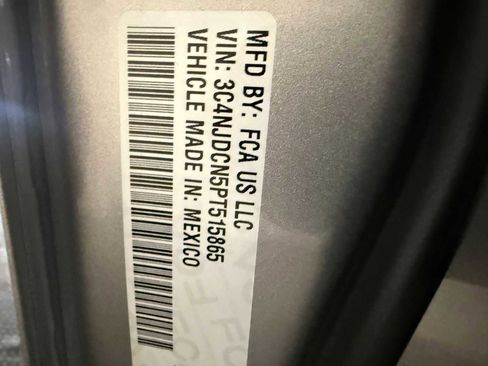 MFD BY: FCA US LLC
VIN: 3C4NJDCN5PT515865
VEHICLE MADE IN: MEXICO